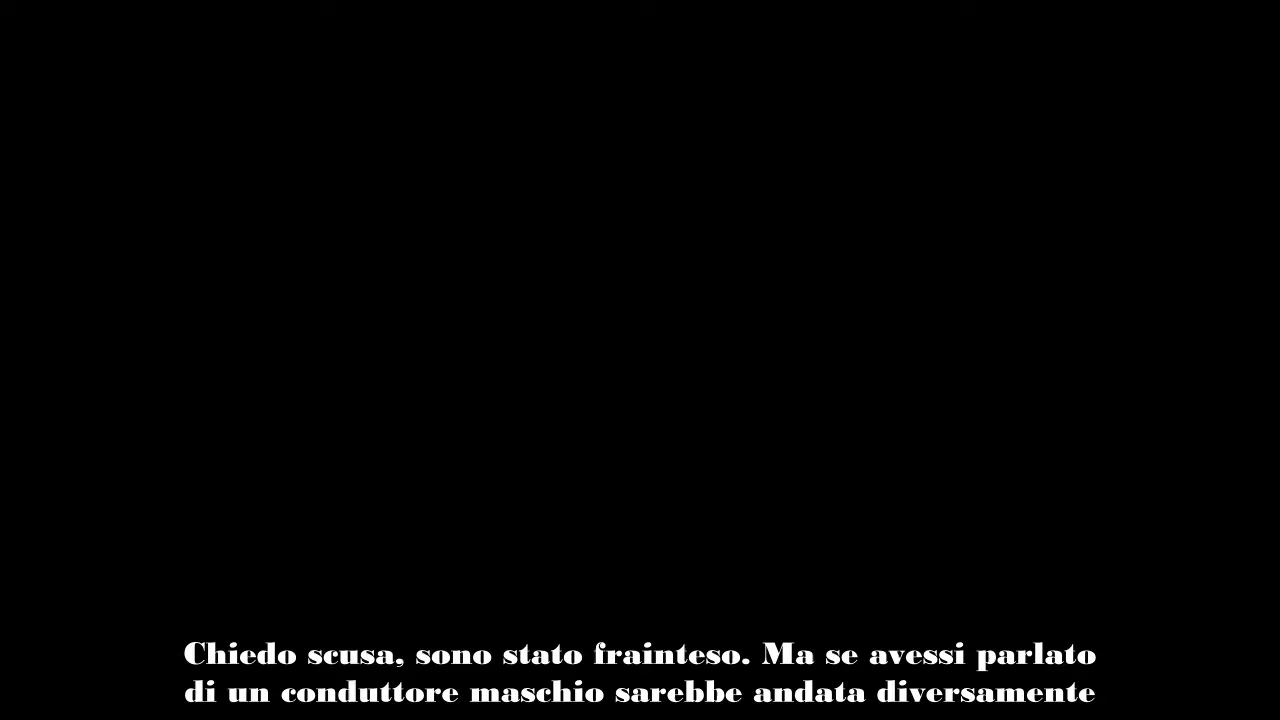 Chiedo scusa, sono stato frainteso. Ma se avessi parlato
di un conduttore maschio sarebbe andata diversamente